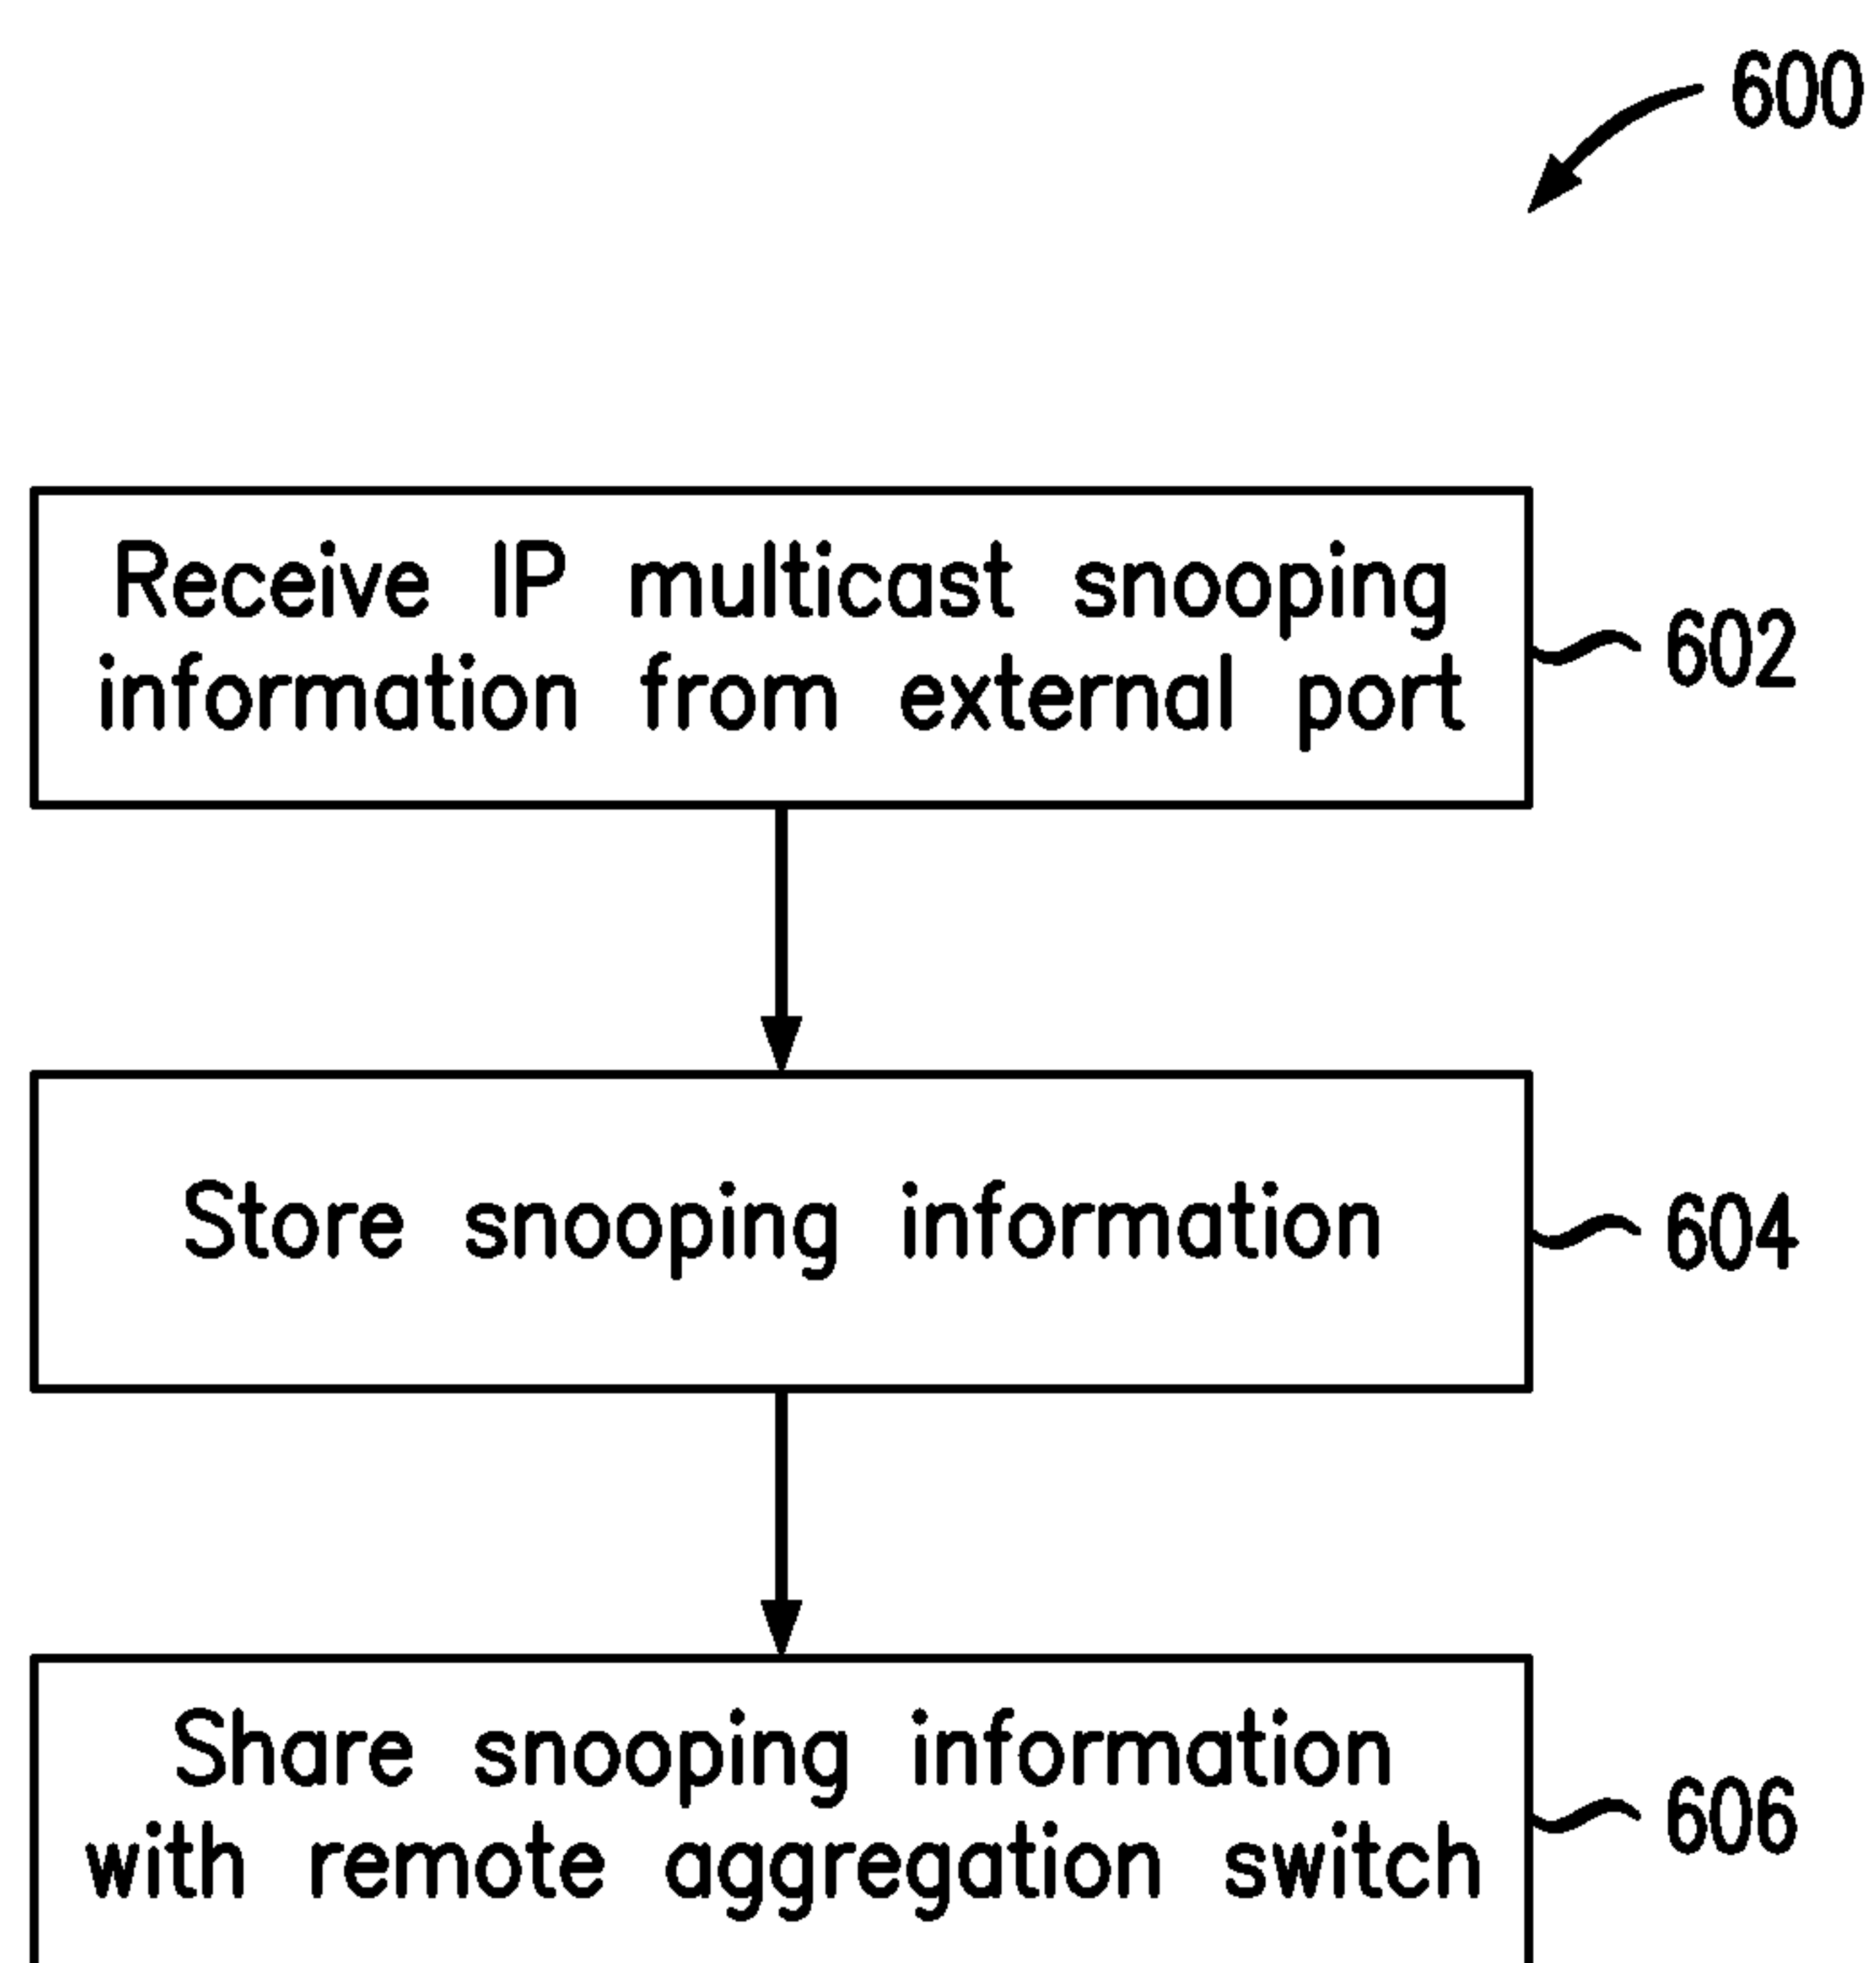 600
Receive IP multicast snooping
information from external port
602
Store snooping information
604
Share snooping information
with remote aggregation switch
606